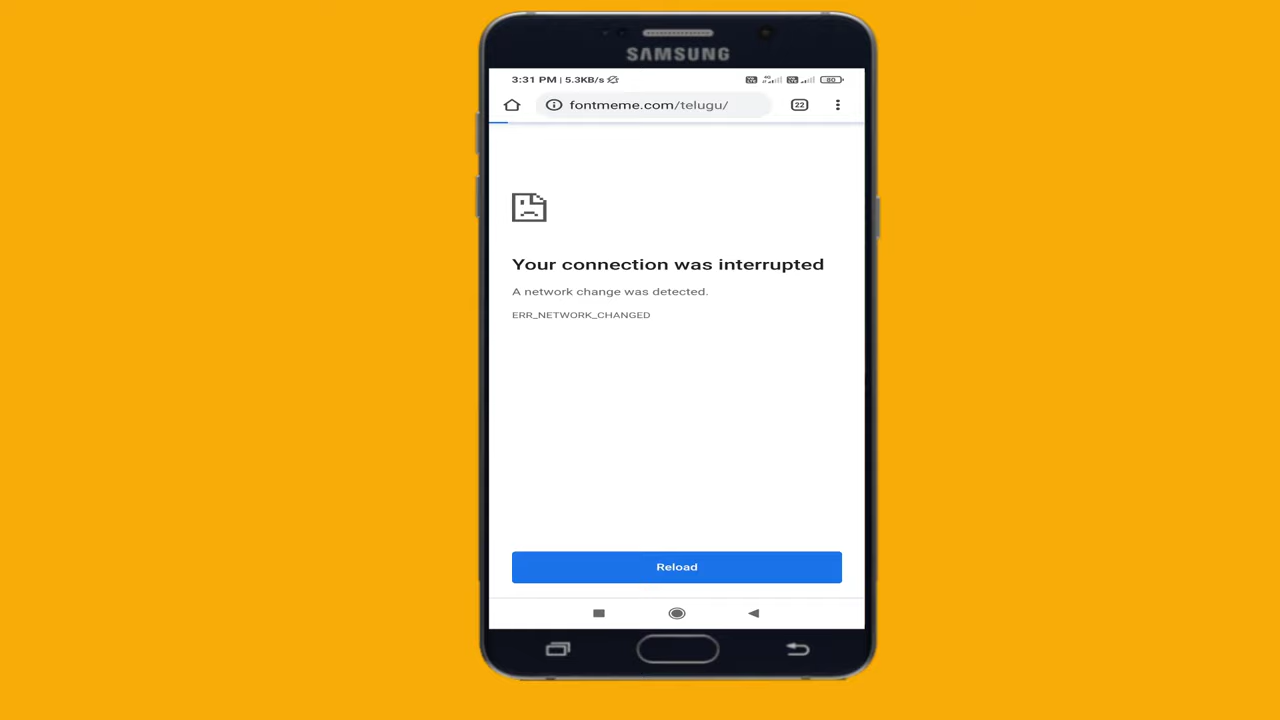 SAMSUNG
3:31 PM | 5.3KB/s
80
fontmeme.com/telugu/
22
Your connection was interrupted
A network change was detected.
ERR_NETWORK_CHANGED
Reload